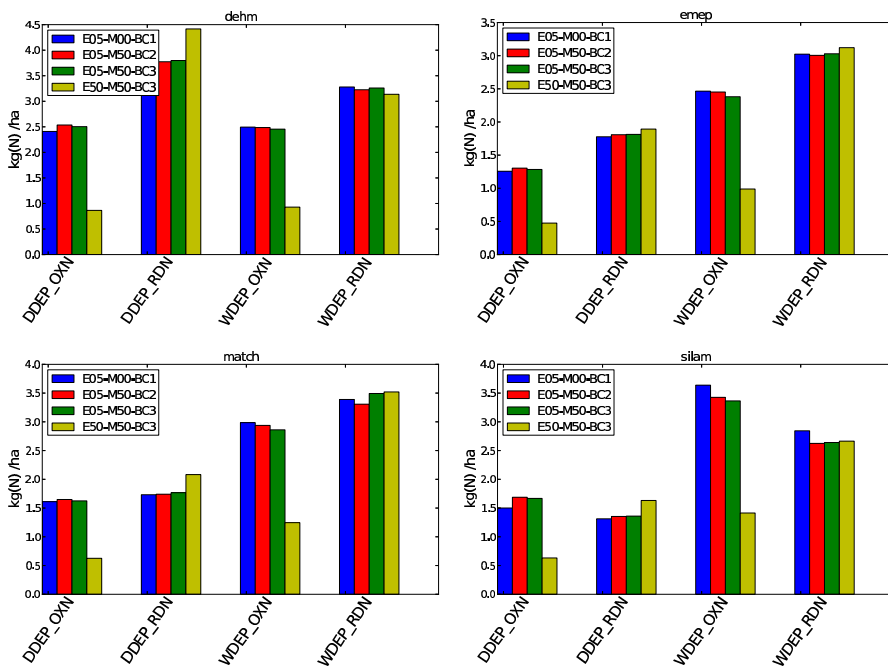 dehm
4.5
4.0
3.5
3.0
2.5
2.0
1.5
1.0
0.5
0.0
kg(N) /ha
E05-M00-BC1
E05-M50-BC2
E05-M50-BC3
E50-M50-BC3
DDEP_OXN
DDEP_RDN
WDEP_OXN
WDEP_RDN
emep
3.5
3.0
2.5
2.0
1.5
1.0
0.5
0.0
kg(N) /ha
E05-M00-BC1
E05-M50-BC2
E05-M50-BC3
E50-M50-BC3
DDEP_OXN
DDEP_RDN
WDEP_OXN
WDEP_RDN
match
4.0
3.5
3.0
2.5
2.0
1.5
1.0
0.5
0.0
kg(N) /ha
E05-M00-BC1
E05-M50-BC2
E05-M50-BC3
E50-M50-BC3
DDEP_OXN
DDEP_RDN
WDEP_OXN
WDEP_RDN
silam
4.0
3.5
3.0
2.5
2.0
1.5
1.0
0.5
0.0
kg(N) /ha
E05-M00-BC1
E05-M50-BC2
E05-M50-BC3
E50-M50-BC3
DDEP_OXN
DDEP_RDN
WDEP_OXN
WDEP_RDN